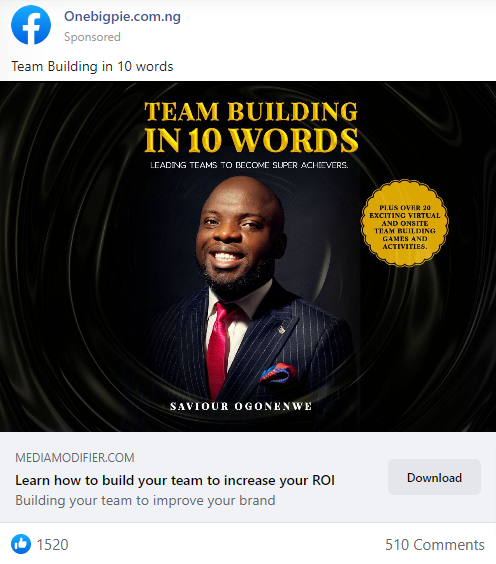 Onebigpie.com.ng
Sponsored
Team Building in 10 words
TEAM BUILDING
IN 10 WORDS
LEADING TEAMS TO BECOME SUPER ACHIEVERS.
PLUS OVER 20
EXCITING VIRTUAL
AND ONSITE
TEAM BUILDING
GAMES AND
ACTIVITIES.
SAVIOUR OGONENWE
MEDIAMODIFIER.COM
Learn how to build your team to increase your ROI
Building your team to improve your brand
Download
1520
510 Comments